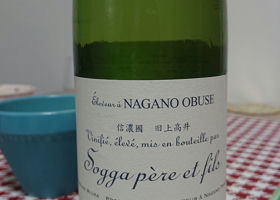 Éleveur à NAGANO OBUSE
信濃國 旧上高井
Vinifié, élevé, mis en bouteille par
Sogga père et fils